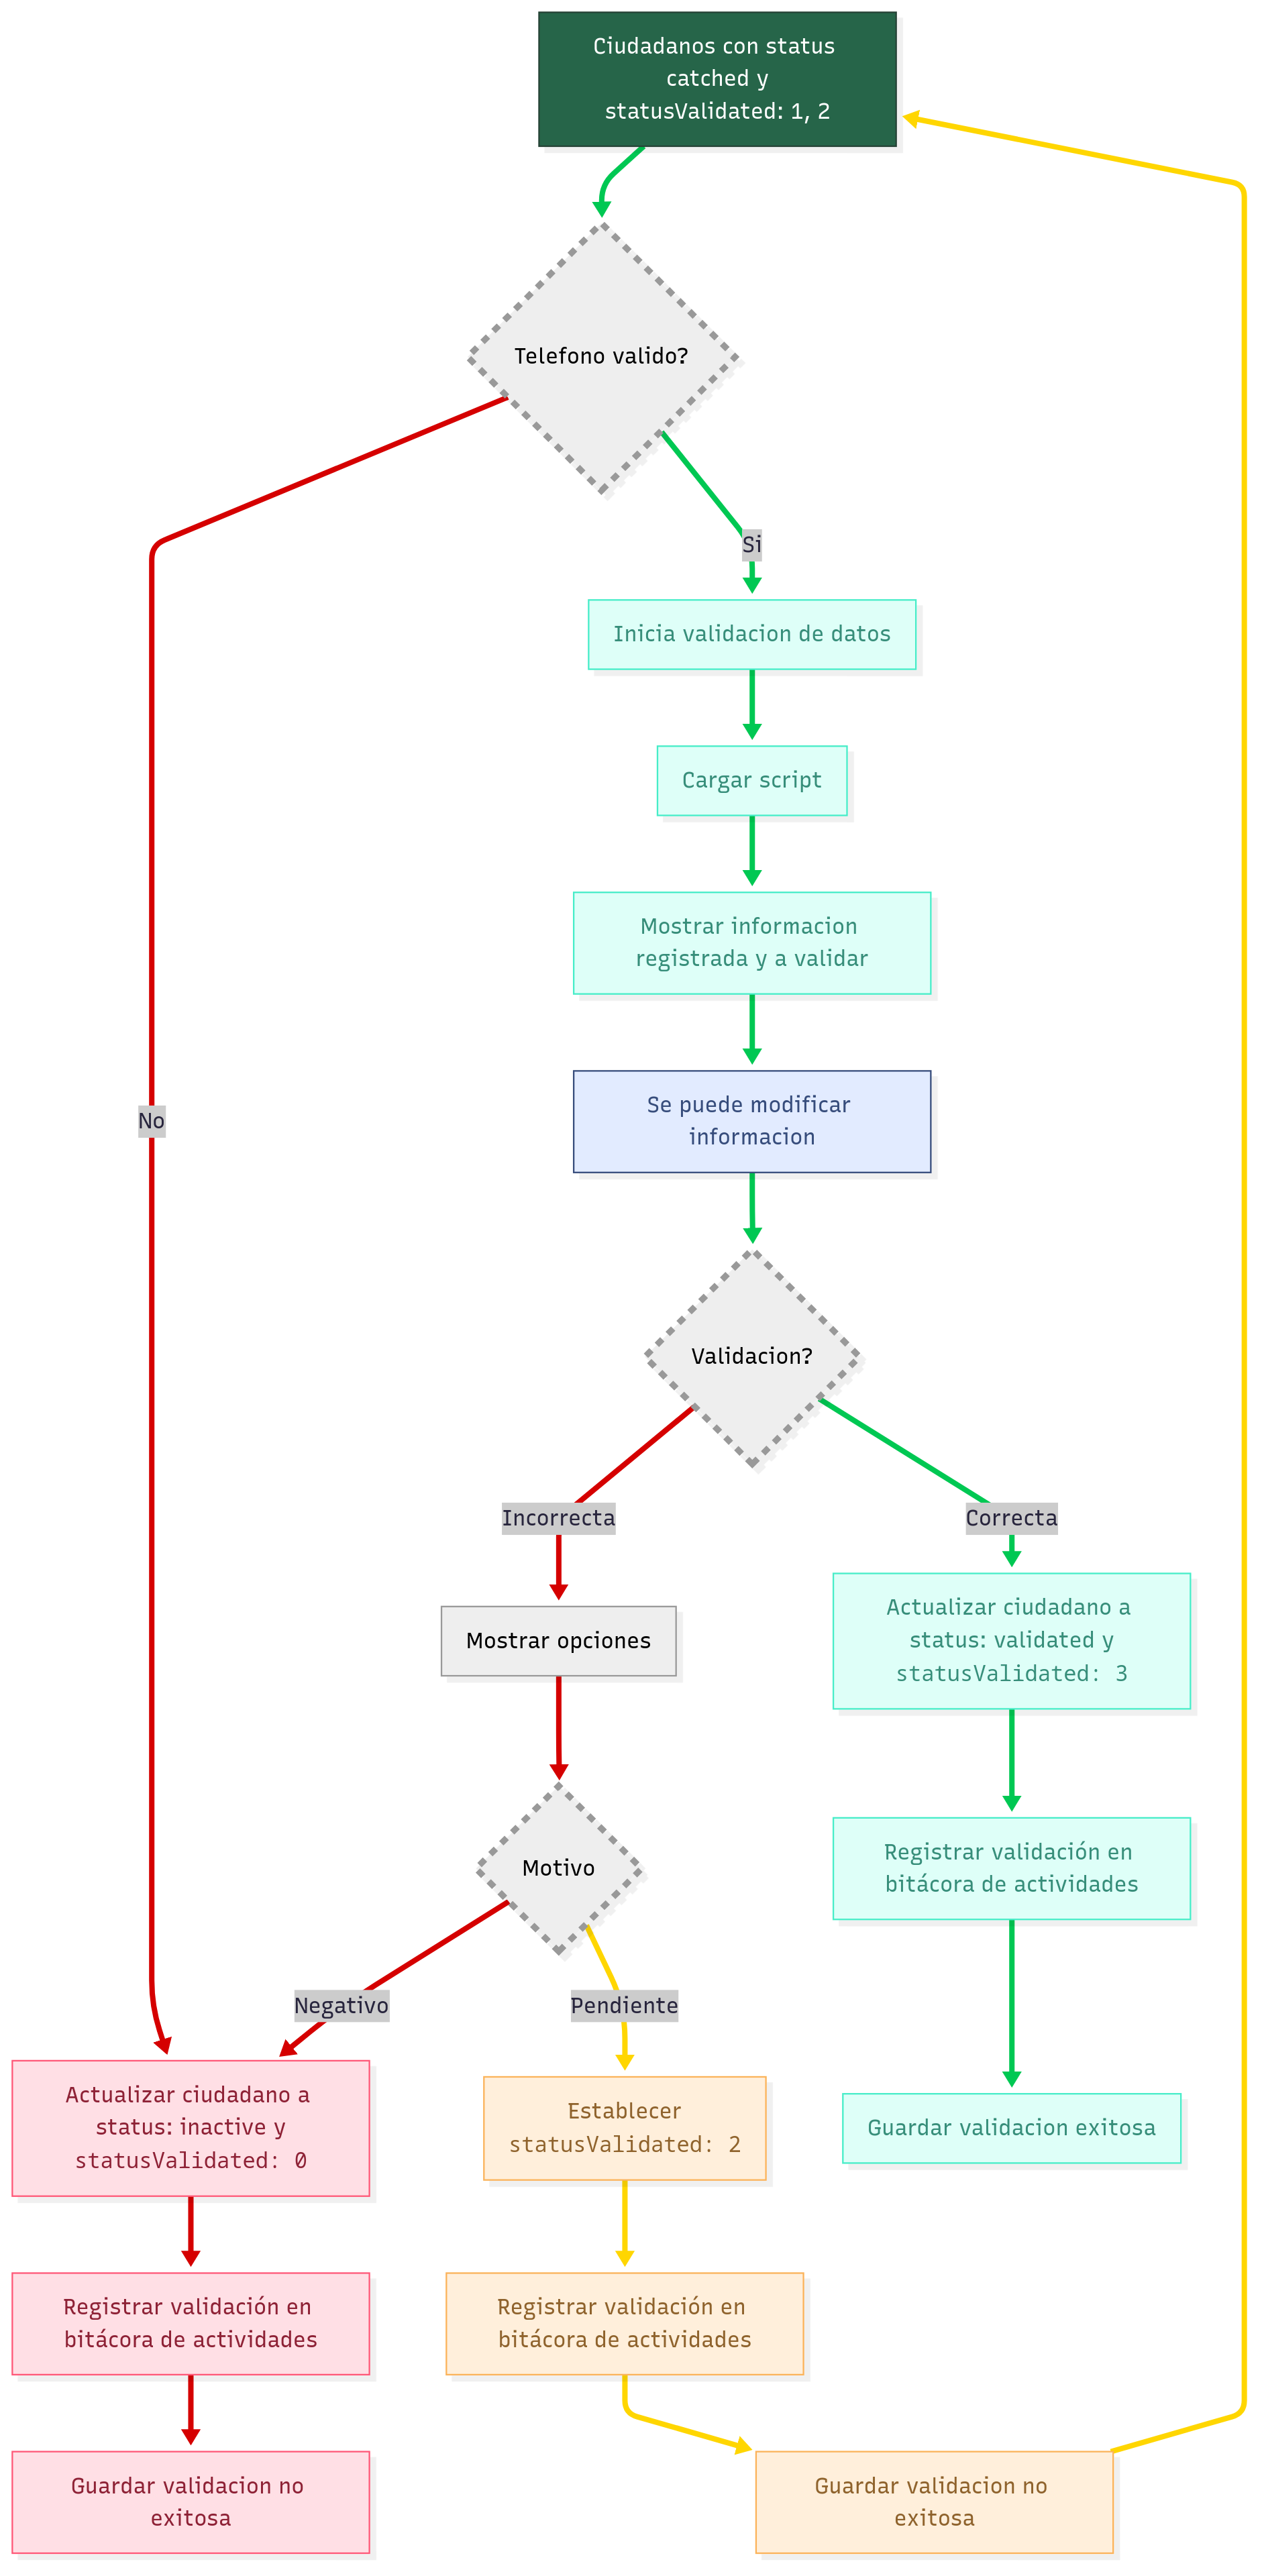 Ciudadanos con status
catched y
statusValidated: 1, 2
Telefono valido?
Si
Inicia validacion de datos
Cargar script
Mostrar informacion
registrada y a validar
Se puede modificar
informacion
No
Validacion?
Incorrecta
Correcta
Mostrar opciones
Actualizar ciudadano a
status: validated y
statusValidated: 3
Motivo
Registrar validación en
bitácora de actividades
Negativo
Pendiente
Actualizar ciudadano a
status: inactive y
statusValidated: 0
Establecer
statusValidated: 2
Guardar validacion exitosa
Registrar validación en
bitácora de actividades
Registrar validación en
bitácora de actividades
Guardar validacion no
exitosa
Guardar validacion no
exitosa